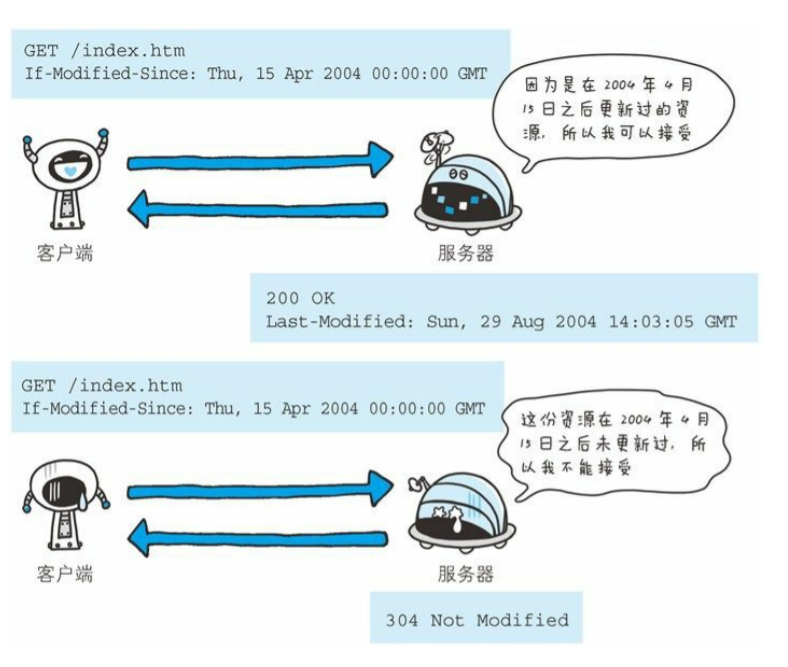 GET /index.htm
If-Modified-Since: Thu, 15 Apr 2004 00:00:00 GMT
因为是在 2004 年 4 月
15 日之后更新过的资
源，所以我可以接受
客户端
服务器
200 OK
Last-Modified: Sun, 29 Aug 2004 14:03:05 GMT
GET /index.htm
If-Modified-Since: Thu, 15 Apr 2004 00:00:00 GMT
这份资源在 2004 年 4 月
15 日之后未更新过，所
以我不能接受
客户端
服务器
304 Not Modified